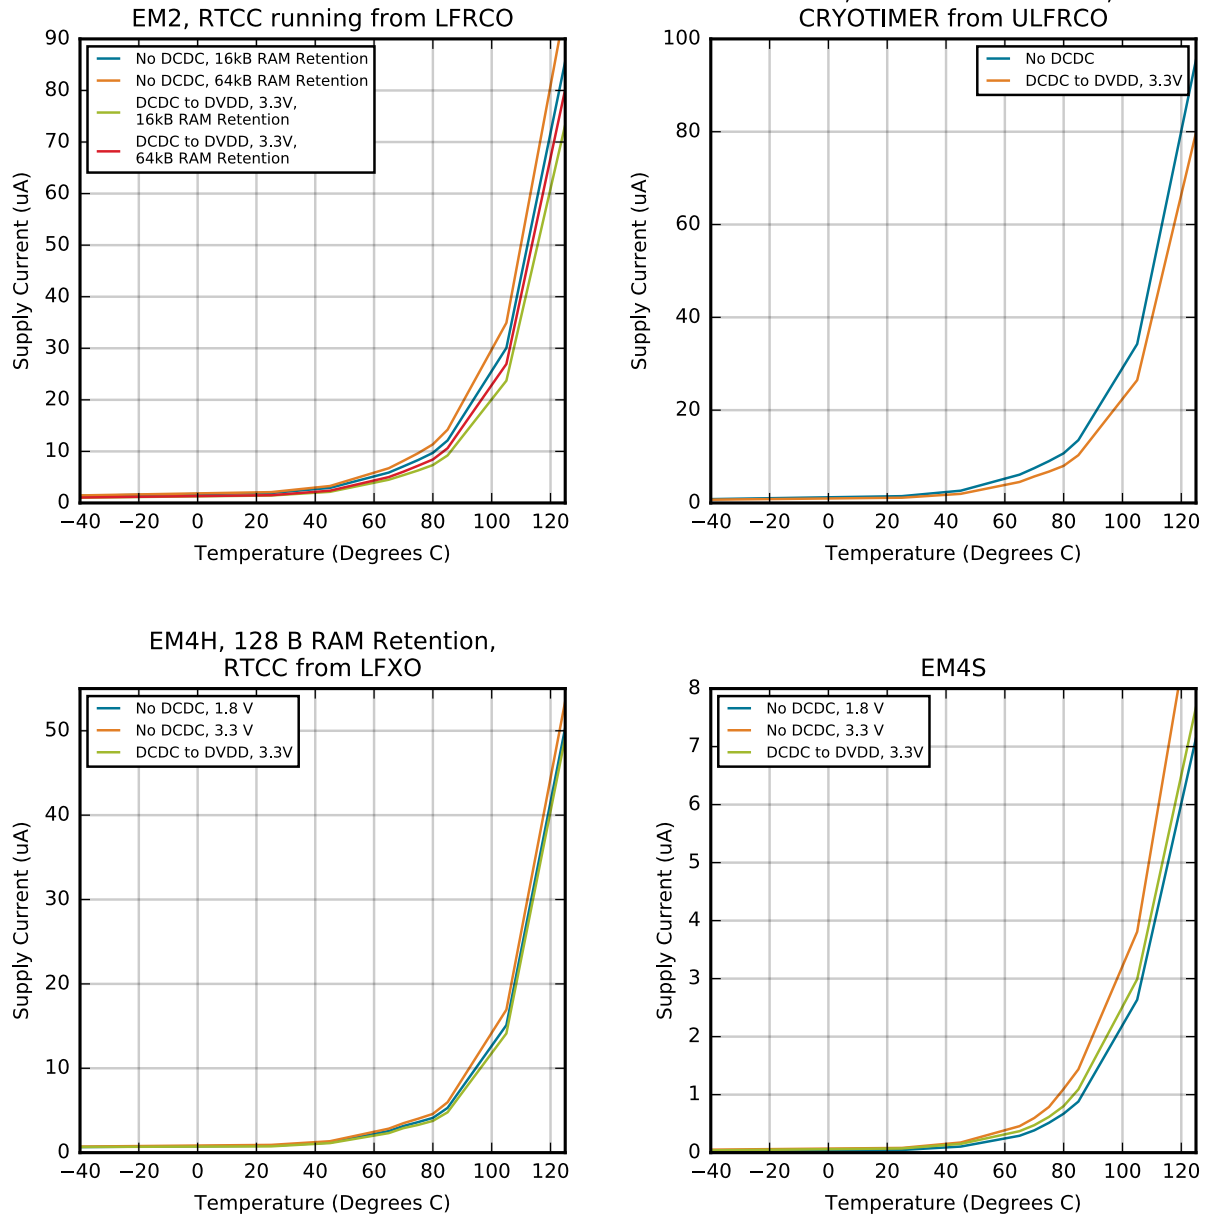 EM2, RTCC running from LFRCO
90
80
70
60
50
40
30
20
10
0
Supply Current (uA)
No DCDC, 16kB RAM Retention
No DCDC, 64kB RAM Retention
DCDC to DVDD, 3.3V,
16kB RAM Retention
DCDC to DVDD, 3.3V,
64kB RAM Retention
−40 −20 0 20 40 60 80 100 120
Temperature (Degrees C)
CRYOTIMER from ULFRCO
100
80
60
40
20
0
Supply Current (uA)
No DCDC
DCDC to DVDD, 3.3V
−40 −20 0 20 40 60 80 100 120
Temperature (Degrees C)
EM4H, 128 B RAM Retention,
RTCC from LFXO
50
40
30
20
10
0
Supply Current (uA)
No DCDC, 1.8 V
No DCDC, 3.3 V
DCDC to DVDD, 3.3V
−40 −20 0 20 40 60 80 100 120
Temperature (Degrees C)
EM4S
8
7
6
5
4
3
2
1
0
Supply Current (uA)
No DCDC, 1.8 V
No DCDC, 3.3 V
DCDC to DVDD, 3.3V
−40 −20 0 20 40 60 80 100 120
Temperature (Degrees C)